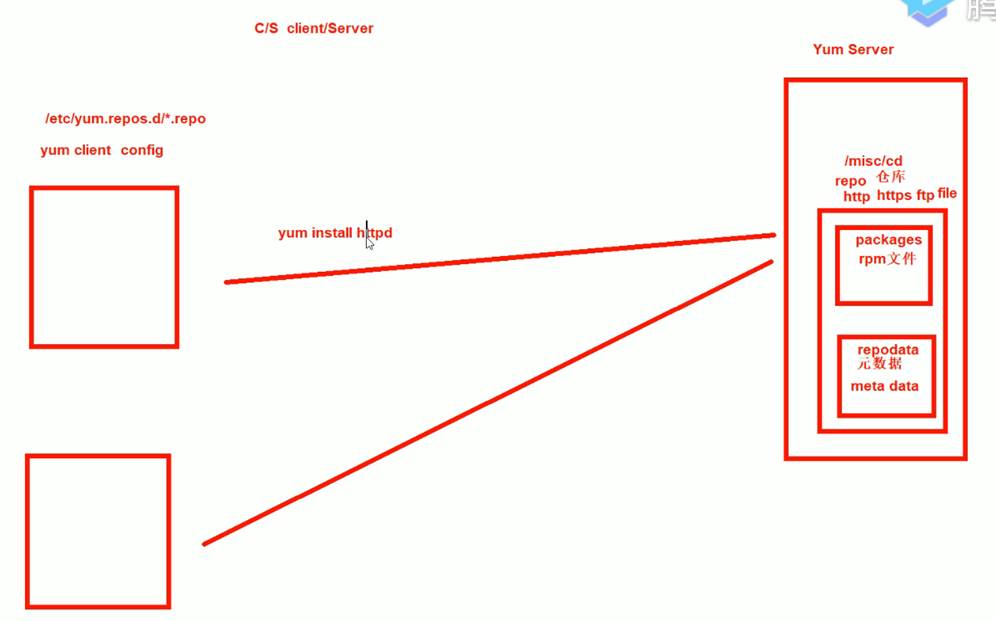 C/S client/Server
Yum Server
/etc/yum.repos.d/*.repo
yum client config
/misc/cd
repo 仓库
http https ftp file
yum install httpd
packages
rpm文件
repodata
元数据
meta data